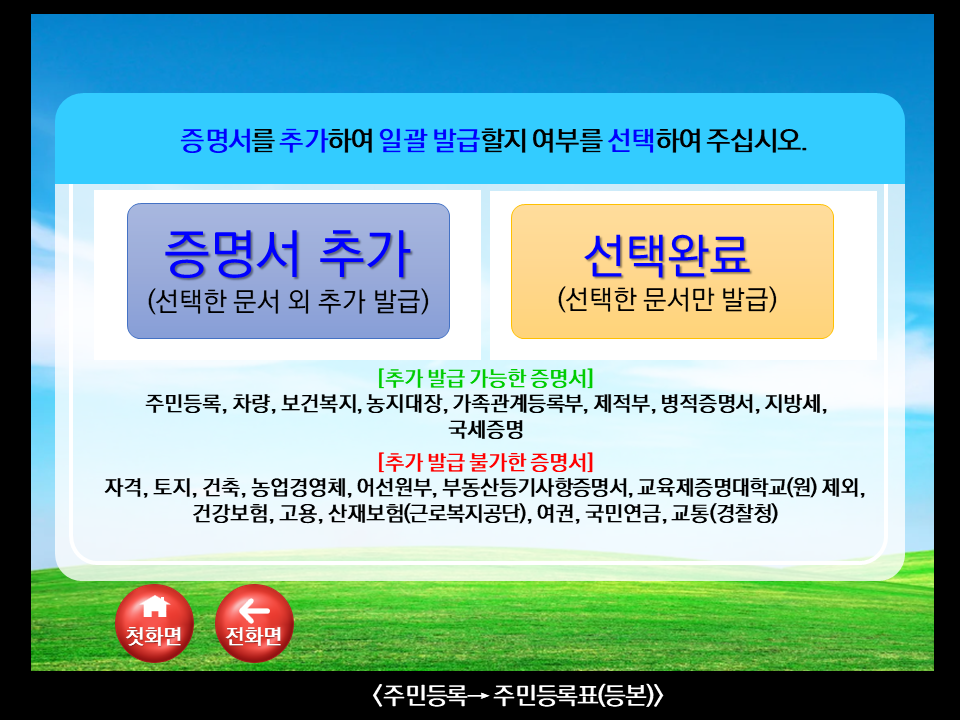 증명서를 추가하여 일괄 발급할지 여부를 선택하여 주십시오.
증명서 추가
(선택한 문서 외 추가 발급)
선택완료
(선택한 문서만 발급)
[추가 발급 가능한 증명서]
주민등록, 차량, 보건복지, 농지대장, 가족관계등록부, 제적부, 병적증명서, 지방세,
국세증명
[추가 발급 불가한 증명서]
자격, 토지, 건축, 농업경영체, 어선원부, 부동산등기사항증명서, 교육제증명대학교(원) 제외,
건강보험, 고용, 산재보험(근로복지공단), 여권, 국민연금, 교통(경찰청)
첫화면
전화면
<주민등록→ 주민등록표(등본)>